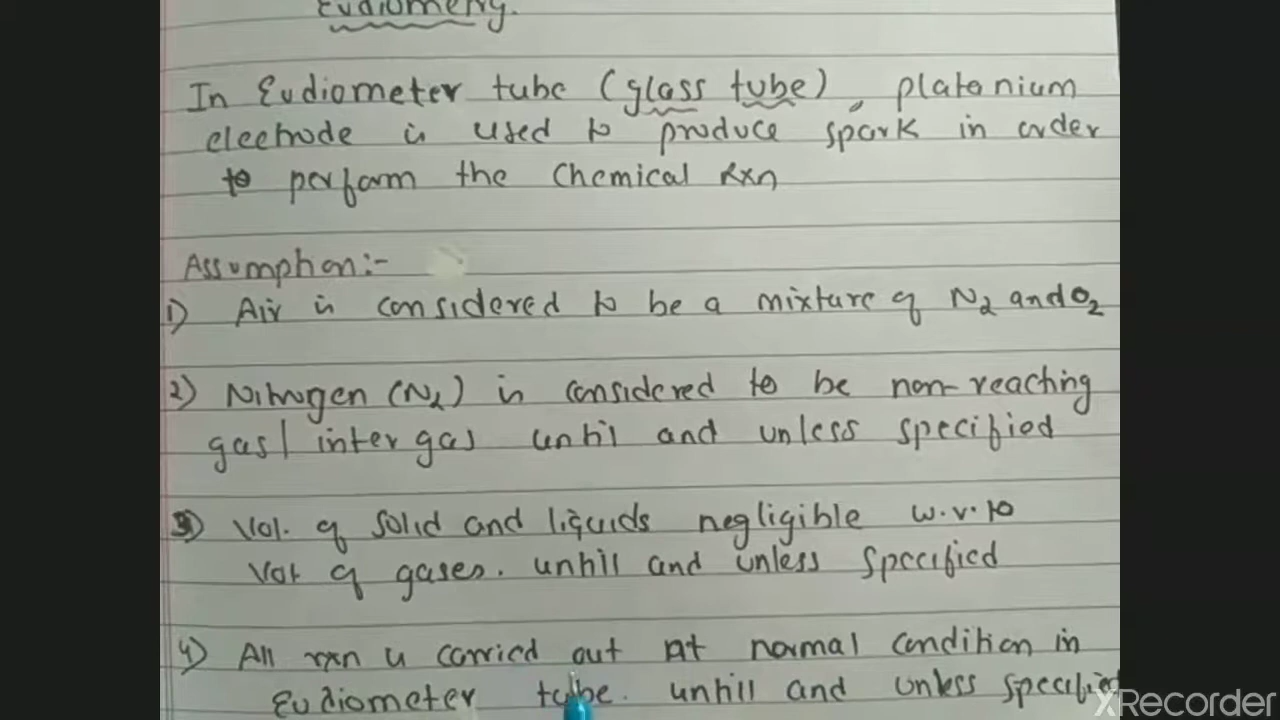 Eudiometry.
In Eudiometer tube (glass tube), platenium
electrode is used to produce spark in order
to perform the Chemical Rxn
Assumption:-
1) Air is considered to be a mixture of N2 and O2
2) Nitrogen (N2) is considered to be non-reaching
gas/ inter gas until and unless specified
3) Vol. of solid and liquids negligible w.r.to
Vol of gases. untill and unless specified
4) All rxn is carried out at normal condition in
Eudiometer tube. untill and unless specified
XRecorder